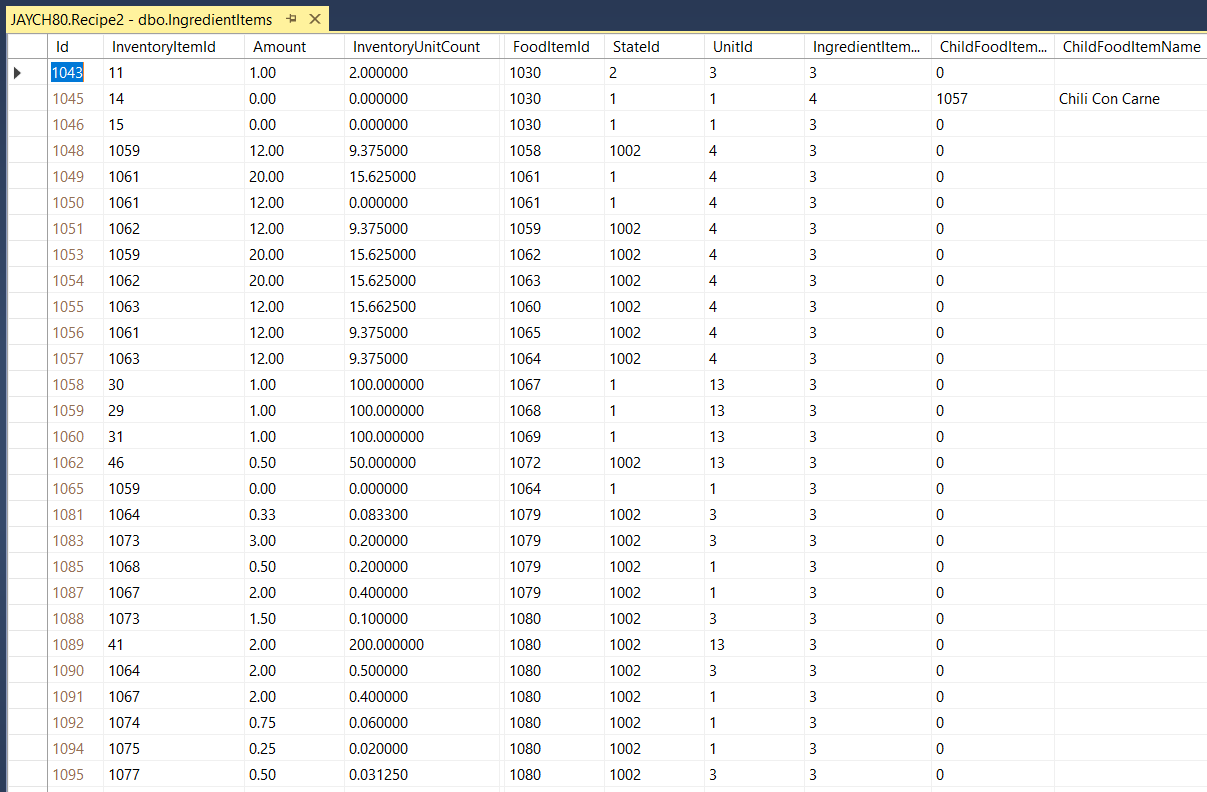 JAYCH80.Recipe2 - dbo.IngredientItems
Id InventoryItemId Amount InventoryUnitCount FoodItemId StateId UnitId IngredientItem... ChildFoodItem... ChildFoodItemName
1043 11 1.00 2.000000 1030 2 3 3 0
1045 14 0.00 0.000000 1030 1 1 4 1057 Chili Con Carne
1046 15 0.00 0.000000 1030 1 1 3 0
1048 1059 12.00 9.375000 1058 1002 4 3 0
1049 1061 20.00 15.625000 1061 1 4 3 0
1050 1061 12.00 0.000000 1061 1 4 3 0
1051 1062 12.00 9.375000 1059 1002 4 3 0
1053 1059 20.00 15.625000 1062 1002 4 3 0
1054 1062 20.00 15.625000 1063 1002 4 3 0
1055 1063 12.00 15.662500 1060 1002 4 3 0
1056 1061 12.00 9.375000 1065 1002 4 3 0
1057 1063 12.00 9.375000 1064 1002 4 3 0
1058 30 1.00 100.000000 1067 1 13 3 0
1059 29 1.00 100.000000 1068 1 13 3 0
1060 31 1.00 100.000000 1069 1 13 3 0
1062 46 0.50 50.000000 1072 1002 13 3 0
1065 1059 0.00 0.000000 1064 1 1 3 0
1081 1064 0.33 0.083300 1079 1002 3 3 0
1083 1073 3.00 0.200000 1079 1002 3 3 0
1085 1068 0.50 0.200000 1079 1002 1 3 0
1087 1067 2.00 0.400000 1079 1002 1 3 0
1088 1073 1.50 0.100000 1080 1002 3 3 0
1089 41 2.00 200.000000 1080 1002 13 3 0
1090 1064 2.00 0.500000 1080 1002 3 3 0
1091 1067 2.00 0.400000 1080 1002 1 3 0
1092 1074 0.75 0.060000 1080 1002 1 3 0
1094 1075 0.25 0.020000 1080 1002 1 3 0
1095 1077 0.50 0.031250 1080 1002 3 3 0